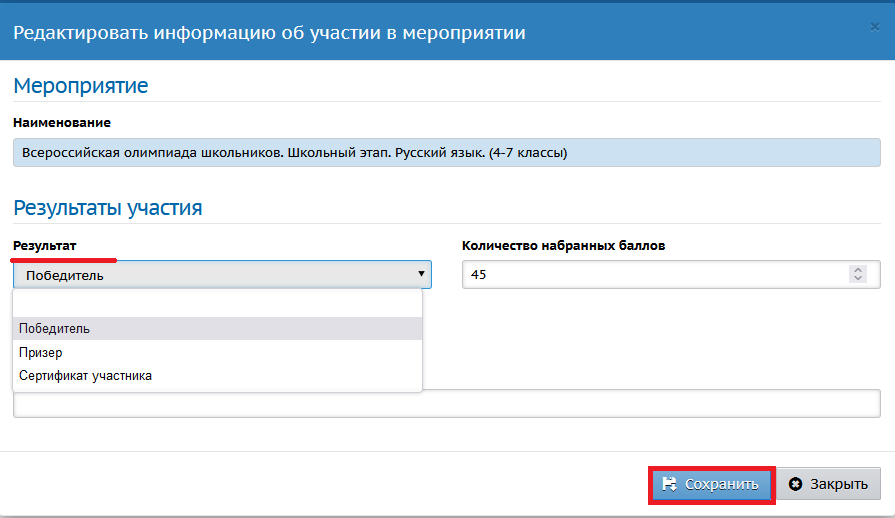 Редактировать информацию об участии в мероприятии
Мероприятие
Наименование
Всероссийская олимпиада школьников. Школьный этап. Русский язык. (4-7 классы)
Результаты участия
Результат
Количество набранных баллов
Победитель
45
Победитель
Призер
Сертификат участника
Сохранить
Закрыть